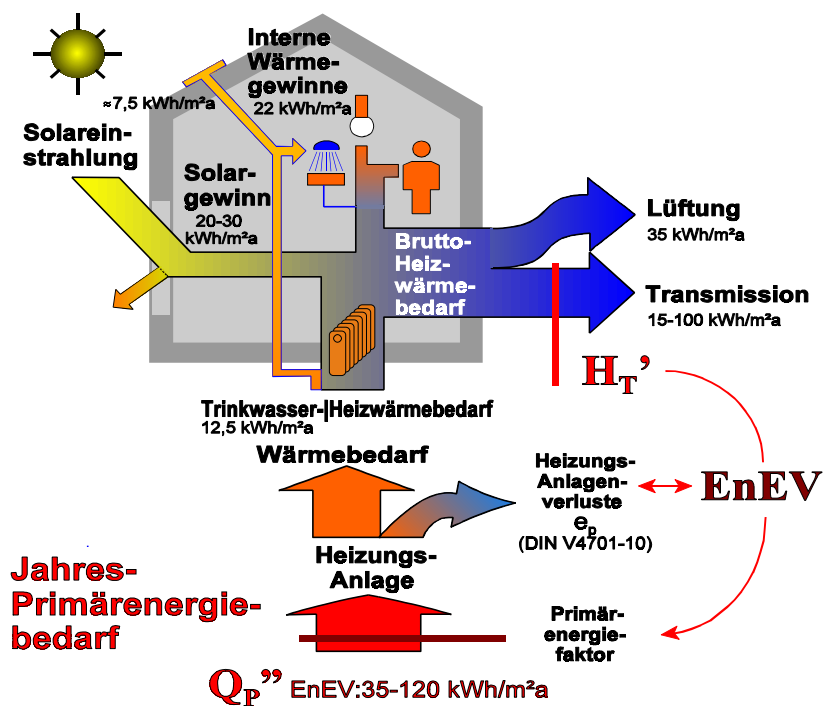 Interne
Wärme-
gewinne
22 kWh/m²a
≈7,5 kWh/m²a
Solarein-
strahlung
Solar-
gewinn
20-30
kWh/m²a
Brutto-
Heiz-
wärme-
bedarf
Lüftung
35 kWh/m²a
Transmission
15-100 kWh/m²a
H_T’
Trinkwasser-|Heizwärmebedarf
12,5 kWh/m²a
Wärmebedarf
Heizungs-
Anlagen-
verluste
e_p
(DIN V4701-10)
EnEV
Heizungs-
Anlage
Jahres-
Primärenergie-
bedarf
Primär-
energie-
faktor
Q_P” EnEV:35-120 kWh/m²a